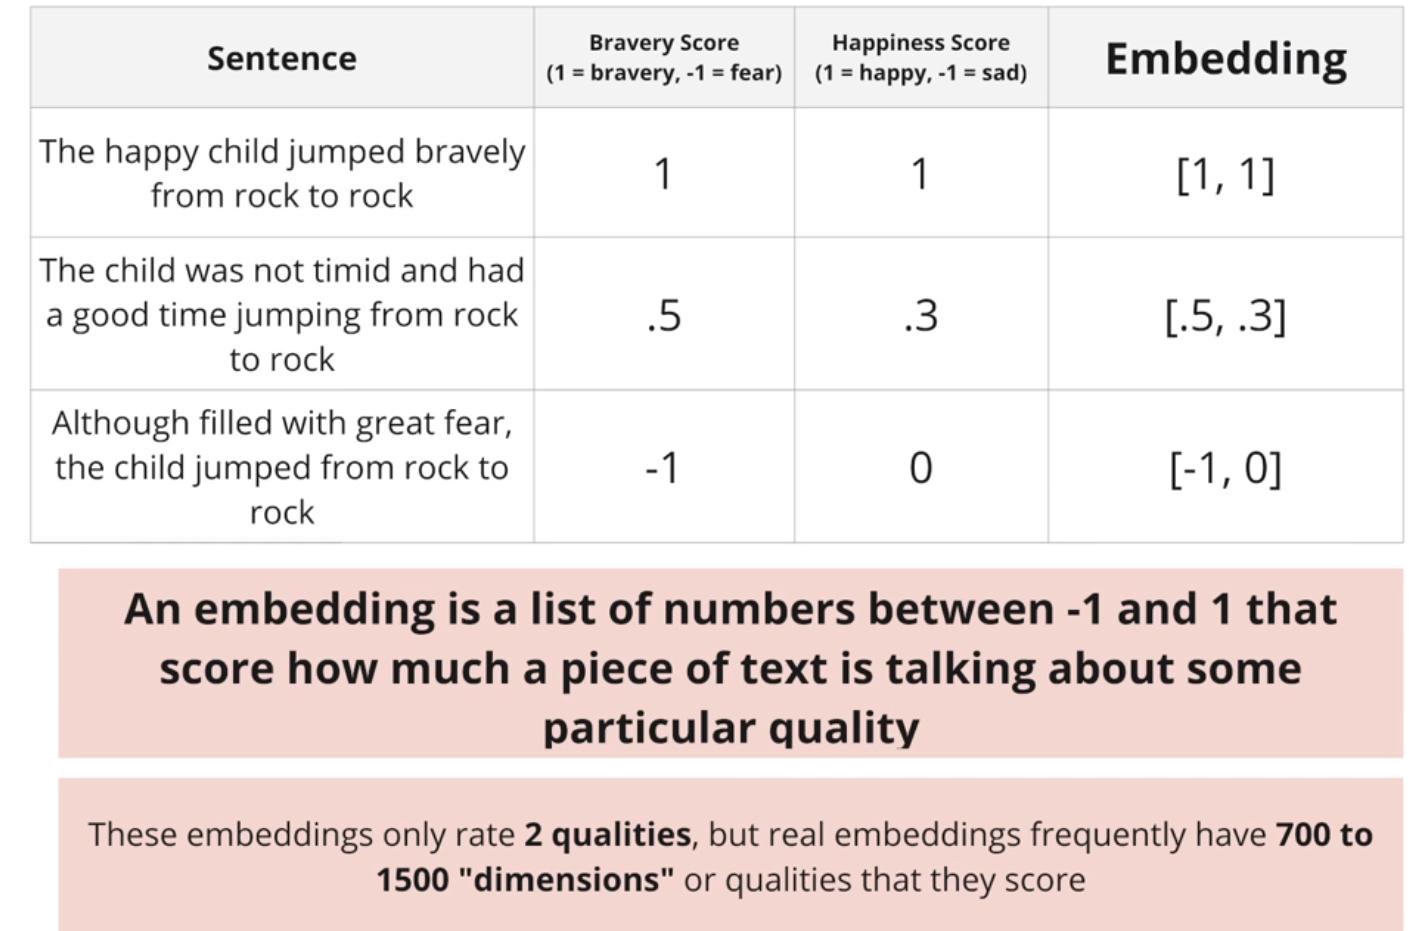 Sentence
Bravery Score
(1 = bravery, -1 = fear)
Happiness Score
(1 = happy, -1 = sad)
Embedding
The happy child jumped bravely
from rock to rock
1
1
[1, 1]
The child was not timid and had
a good time jumping from rock
to rock
.5
.3
[.5, .3]
Although filled with great fear,
the child jumped from rock to
rock
-1
0
[-1, 0]
An embedding is a list of numbers between -1 and 1 that
score how much a piece of text is talking about some
particular quality
These embeddings only rate 2 qualities, but real embeddings frequently have 700 to
1500 "dimensions" or qualities that they score